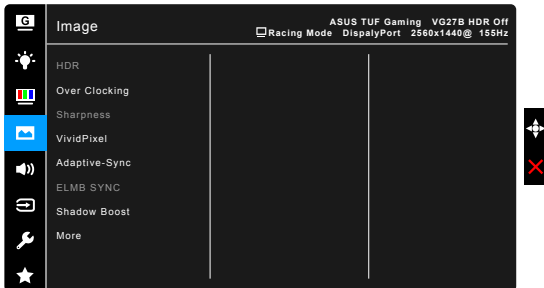 G
Image
ASUS TUF Gaming VG27B HDR Off
Racing Mode DispalyPort 2560x1440@ 155Hz
HDR
Over Clocking
Sharpness
VividPixel
Adaptive-Sync
ELMB SYNC
Shadow Boost
More